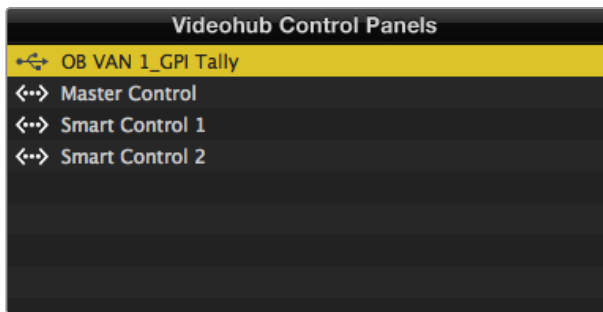 Videohub Control Panels
OB VAN 1_GPI Tally
Master Control
Smart Control 1
Smart Control 2